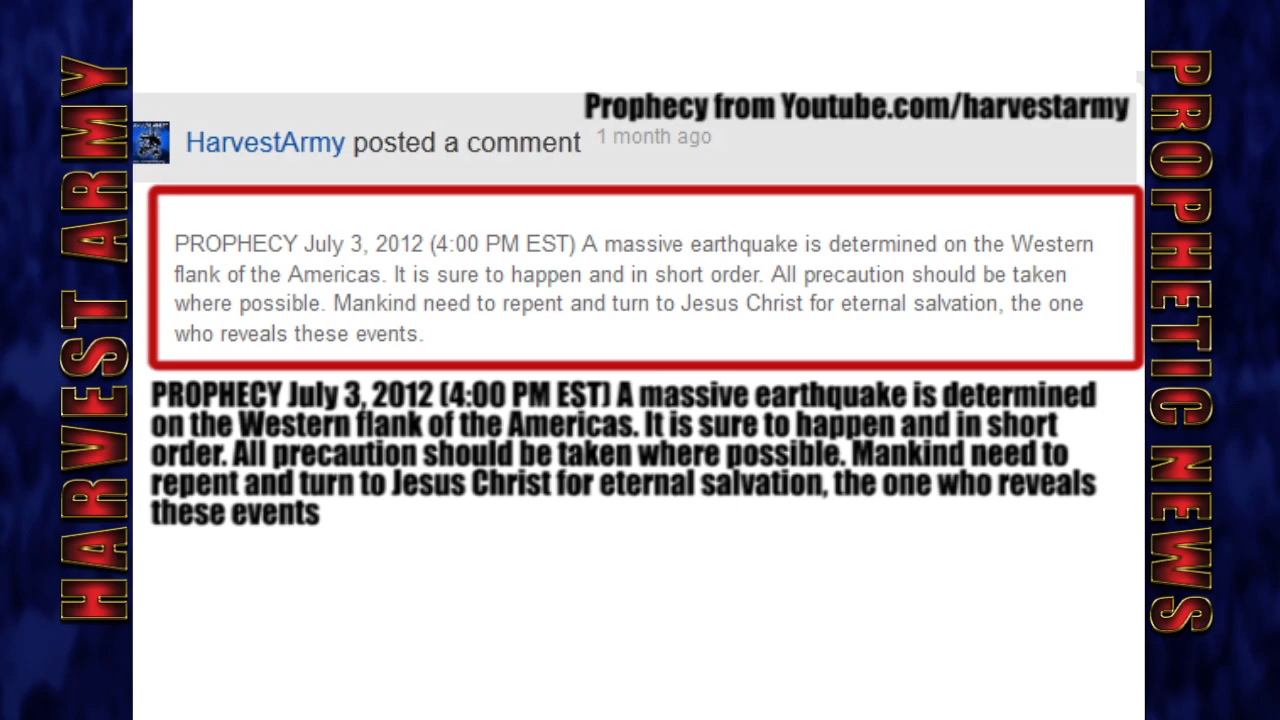 HARVEST ARMY
Prophecy from Youtube.com/harvestarmy
HarvestArmy posted a comment 1 month ago
PROPHECY July 3, 2012 (4:00 PM EST) A massive earthquake is determined on the Western
flank of the Americas. It is sure to happen and in short order. All precaution should be taken
where possible. Mankind need to repent and turn to Jesus Christ for eternal salvation, the one
who reveals these events.
PROPHECY July 3, 2012 (4:00 PM EST) A massive earthquake is determined
on the Western flank of the Americas. It is sure to happen and in short
order. All precaution should be taken where possible. Mankind need to
repent and turn to Jesus Christ for eternal salvation, the one who reveals
these events
PROPHETIC NEWS